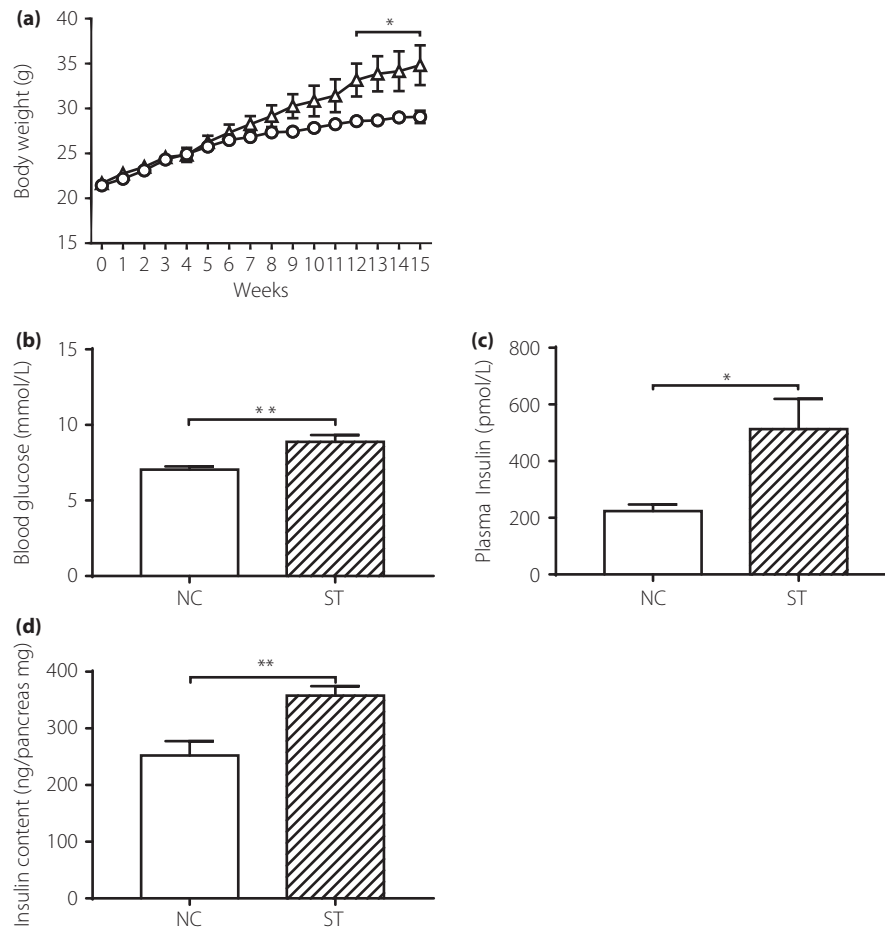 (a)
Body weight (g)
40
35
30
25
20
15
*
0 1 2 3 4 5 6 7 8 9 10 11 12 13 14 15
Weeks
(b)
Blood glucose (mmol/L)
15
10
5
0
* *
NC ST
(c)
Plasma Insulin (pmol/L)
800
600
400
200
0
*
NC ST
(d)
Insulin content (ng/pancreas mg)
400
300
200
100
0
**
NC ST